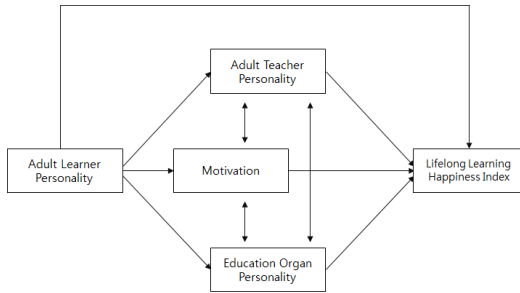 Adult Teacher
Personality
Adult Learner
Personality
Motivation
Lifelong Learning
Happiness Index
Education Organ
Personality